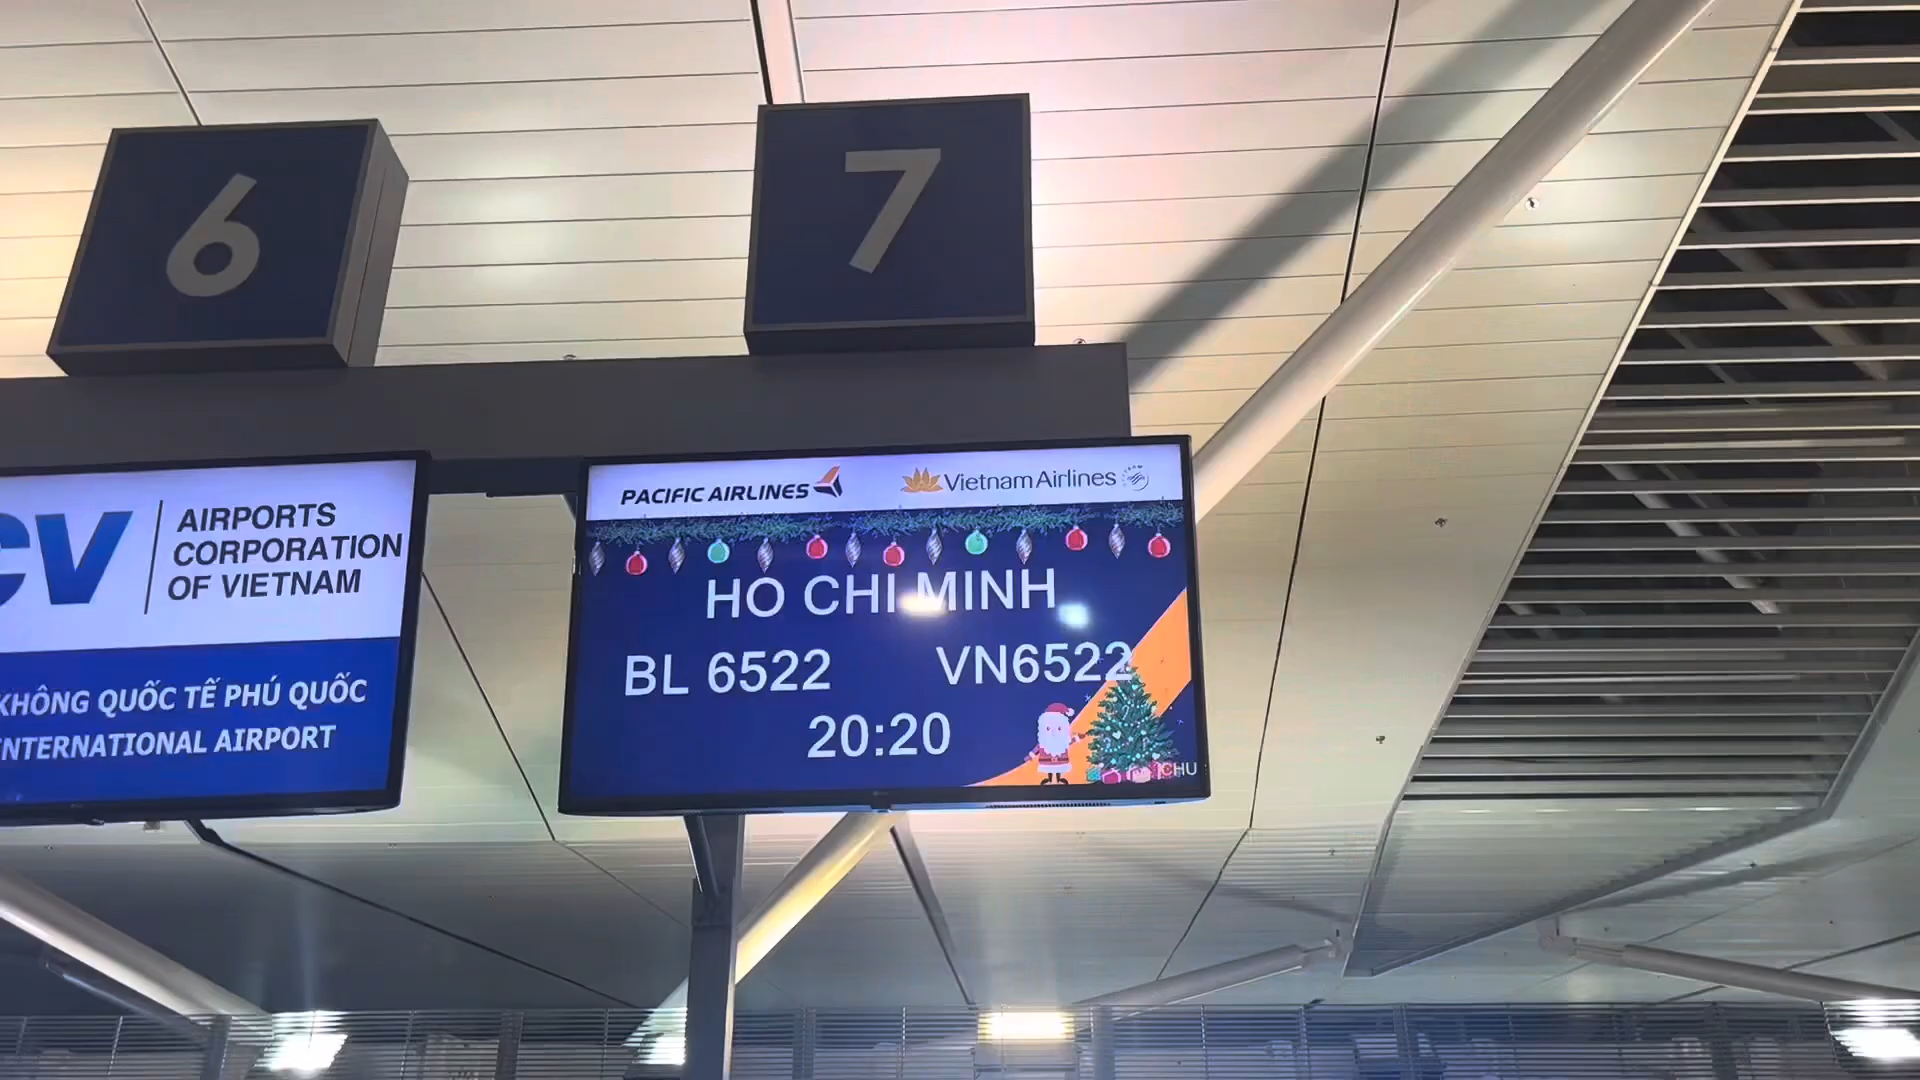 6
7
CV
AIRPORTS
CORPORATION
OF VIETNAM
KHÔNG QUỐC TẾ PHÚ QUỐC
INTERNATIONAL AIRPORT
PACIFIC AIRLINES
Vietnam Airlines
HO CHI MINH
BL 6522 VN6522
20:20